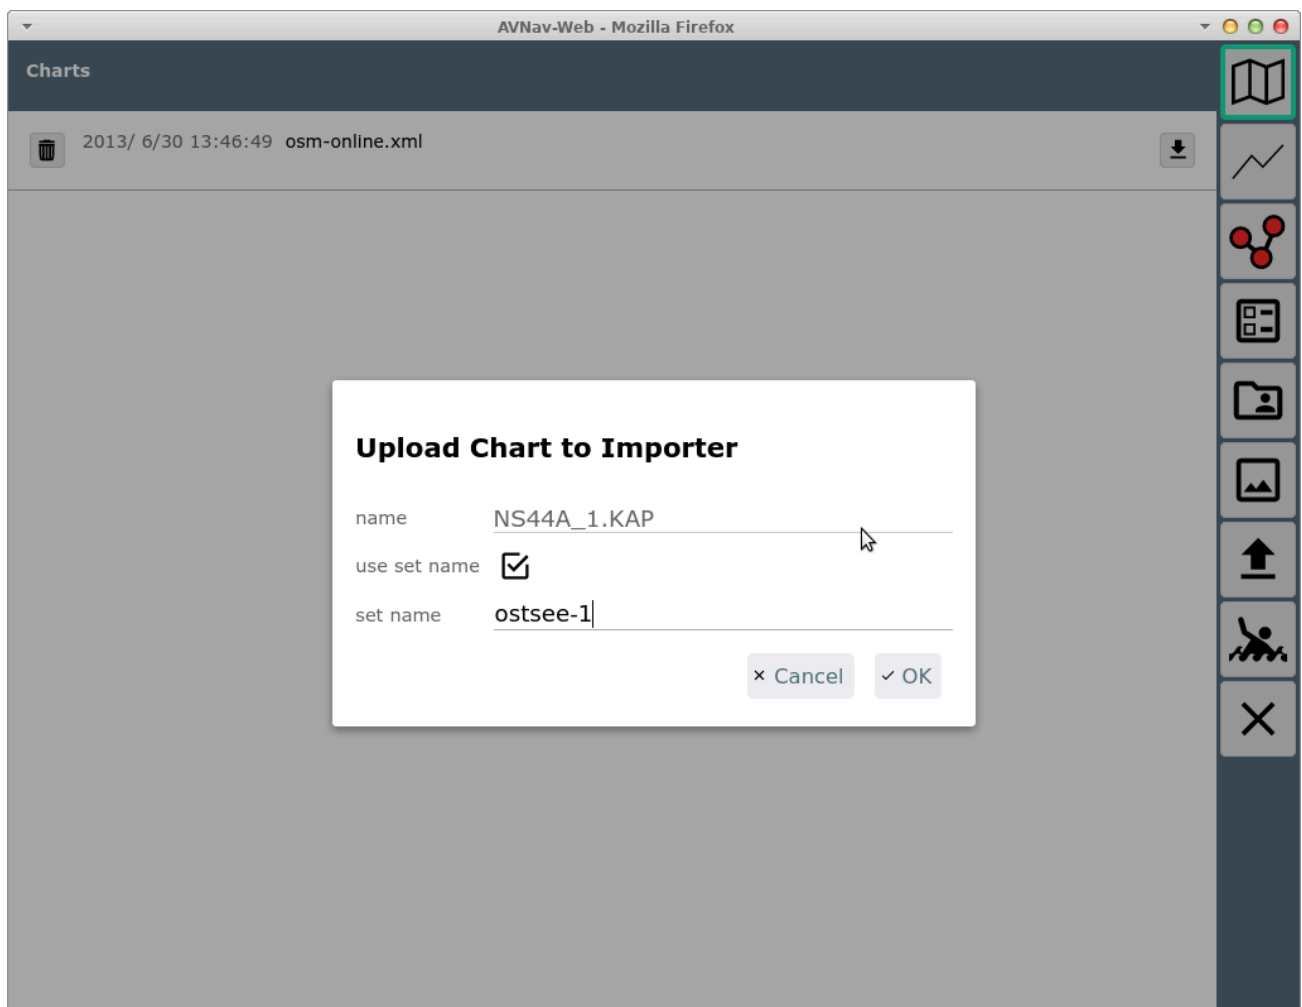 AVNav-Web - Mozilla Firefox
Charts
2013/ 6/30 13:46:49 osm-online.xml
Upload Chart to Importer
name NS44A_1.KAP
use set name
set name ostsee-1
Cancel OK